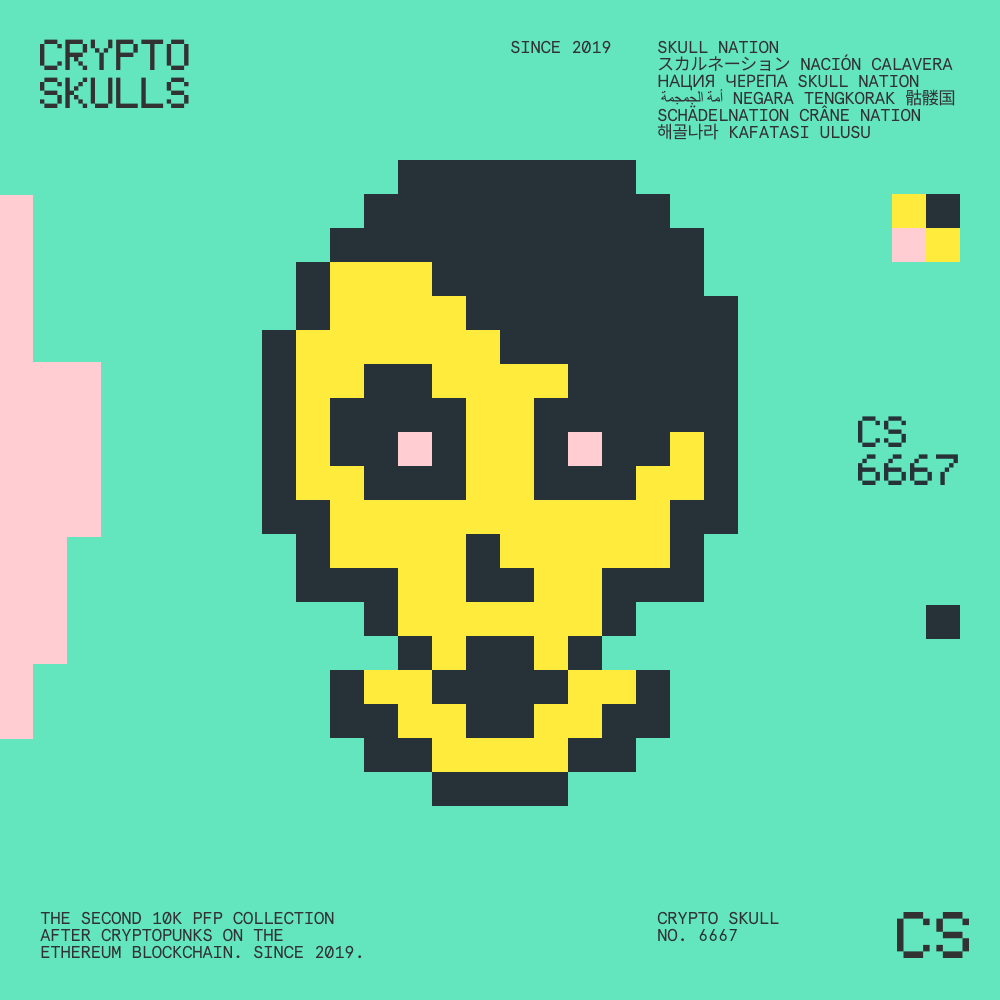 CRYPTO
SKULLS
SINCE 2019
SKULL NATION
スカルネーション NACIÓN CALAVERA
НАЦИЯ ЧЕРЕПА SKULL NATION
أمة الجمجمة NEGARA TENGKORAK 骷髅国
SCHÄDELNATION CRÂNE NATION
해골나라 KAFATASI ULUSU
CS
6667
THE SECOND 10K PFP COLLECTION
AFTER CRYPTOPUNKS ON THE
ETHEREUM BLOCKCHAIN. SINCE 2019.
CRYPTO SKULL
NO. 6667
CS